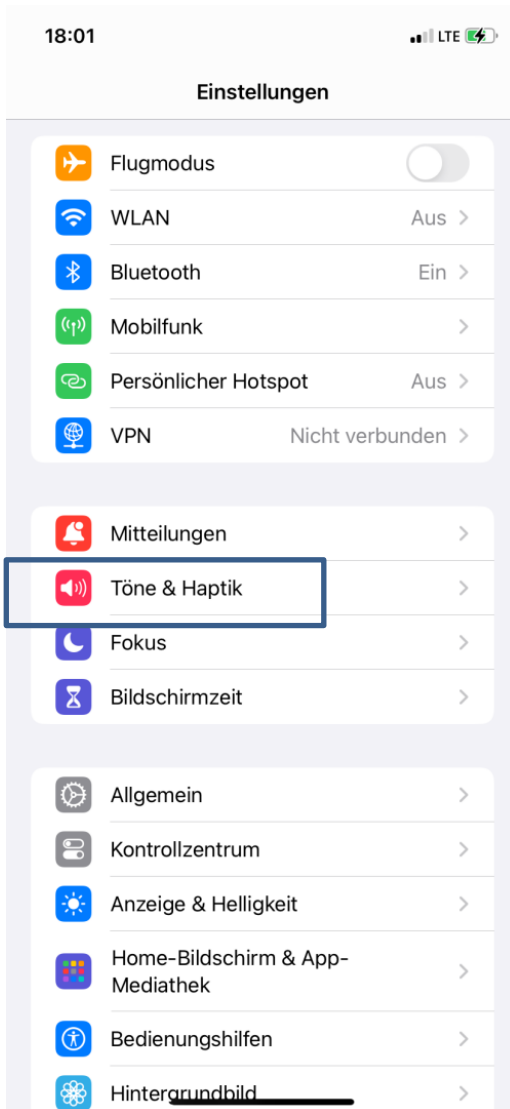 18:01 LTE
Einstellungen
Flugmodus
WLAN Aus
Bluetooth Ein
Mobilfunk
Persönlicher Hotspot Aus
VPN Nicht verbunden
Mitteilungen
Töne & Haptik
Fokus
Bildschirmzeit
Allgemein
Kontrollzentrum
Anzeige & Helligkeit
Home-Bildschirm & App-
Mediathek
Bedienungshilfen
Hintergrundbild